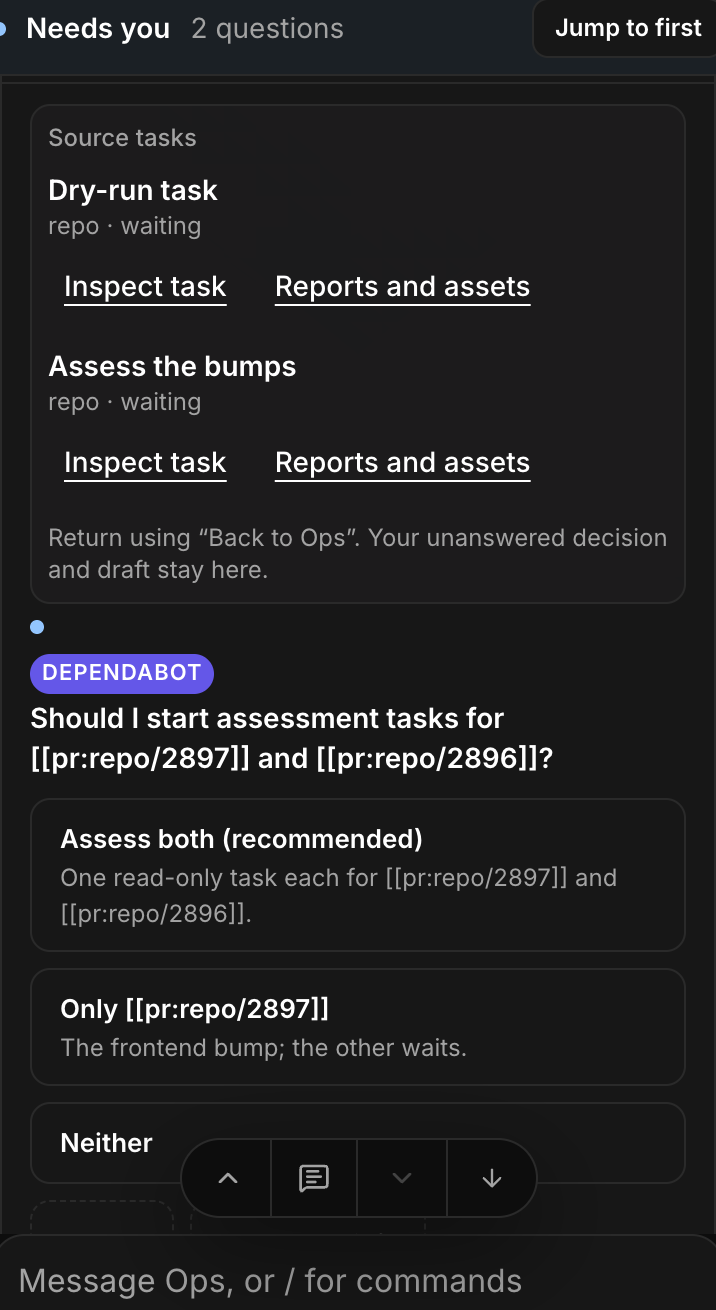 Needs you 2 questions
Jump to first
Source tasks
Dry-run task
repo · waiting
Inspect task Reports and assets
Assess the bumps
repo · waiting
Inspect task Reports and assets
Return using “Back to Ops”. Your unanswered decision
and draft stay here.
DEPENDABOT
Should I start assessment tasks for
[[pr:repo/2897]] and [[pr:repo/2896]]?
Assess both (recommended)
One read-only task each for [[pr:repo/2897]] and
[[pr:repo/2896]].
Only [[pr:repo/2897]]
The frontend bump; the other waits.
Neither
Message Ops, or / for commands